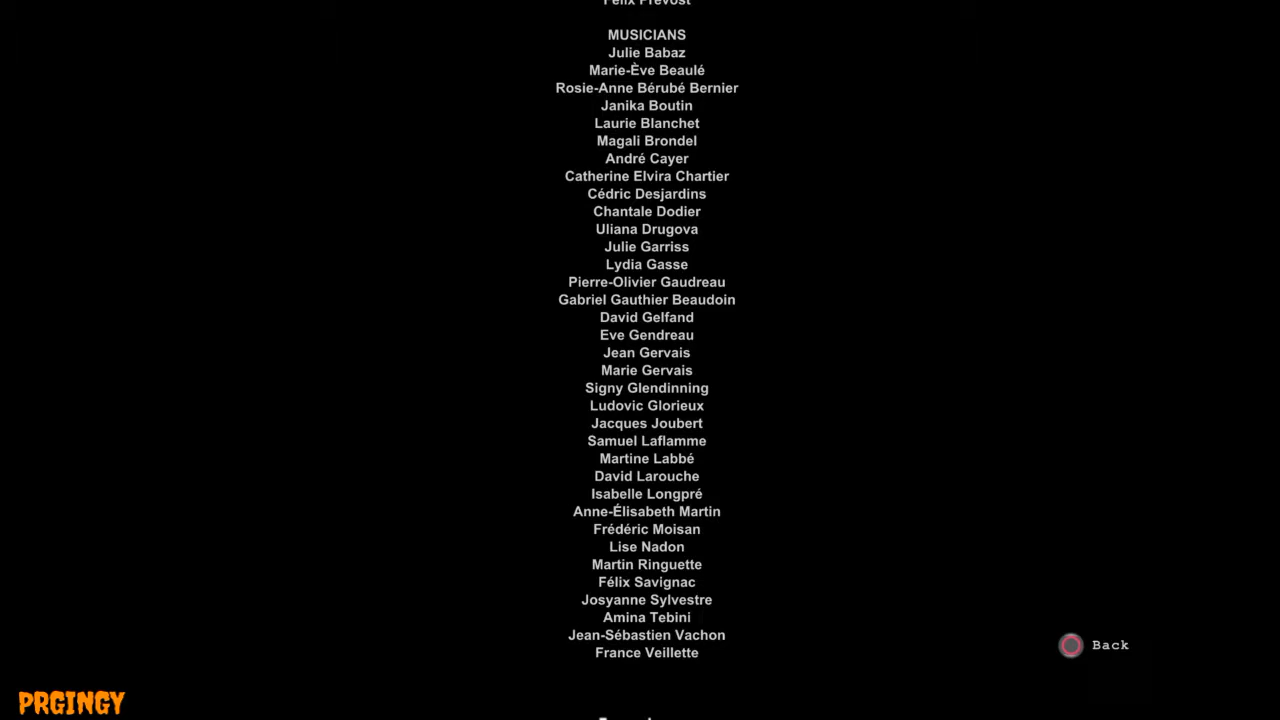 Félix Prévost
MUSICIANS
Julie Babaz
Marie-Ève Beaulé
Rosie-Anne Bérubé Bernier
Janika Boutin
Laurie Blanchet
Magali Brondel
André Cayer
Catherine Elvira Chartier
Cédric Desjardins
Chantale Dodier
Uliana Drugova
Julie Garriss
Lydia Gasse
Pierre-Olivier Gaudreau
Gabriel Gauthier Beaudoin
David Gelfand
Eve Gendreau
Jean Gervais
Marie Gervais
Signy Glendinning
Ludovic Glorieux
Jacques Joubert
Samuel Laflamme
Martine Labbé
David Larouche
Isabelle Longpré
Anne-Élisabeth Martin
Frédéric Moisan
Lise Nadon
Martin Ringuette
Félix Savignac
Josyanne Sylvestre
Amina Tebini
Jean-Sébastien Vachon
France Veillette
Back
PRGINGY